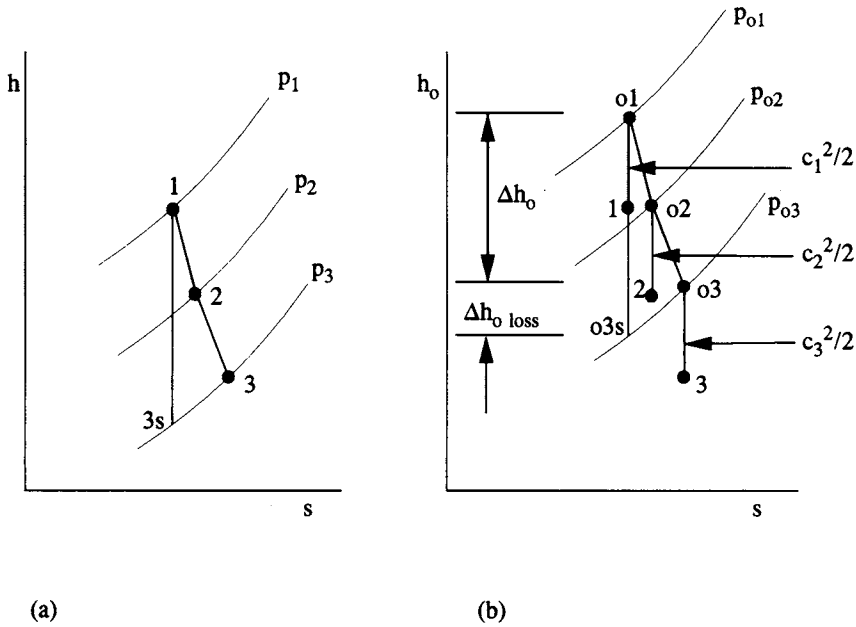 h
p₁
1
p₂
2
p₃
3
3s
s
(a)
hₒ
pₒ₁
o1
pₒ₂
c₁²/2
Δhₒ
1
o2
pₒ₃
c₂²/2
2
o3
Δhₒ loss
o3s
c₃²/2
3
s
(b)